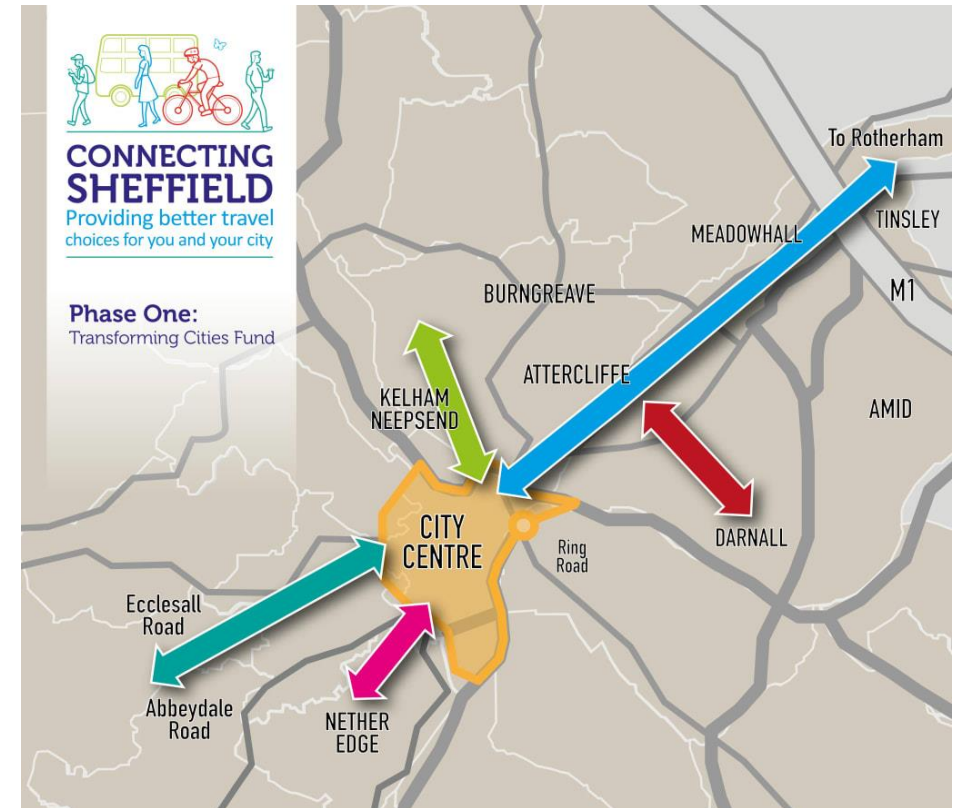 CONNECTING
SHEFFIELD
Providing better travel
choices for you and your city
Phase One:
Transforming Cities Fund
To Rotherham
TINSLEY
MEADOWHALL
M1
BURNGREAVE
ATTERCLIFFE
KELHAM
NEEPSEND
AMID
CITY
CENTRE
DARNALL
Ring
Road
Ecclesall
Road
Abbeydale
Road
NETHER
EDGE